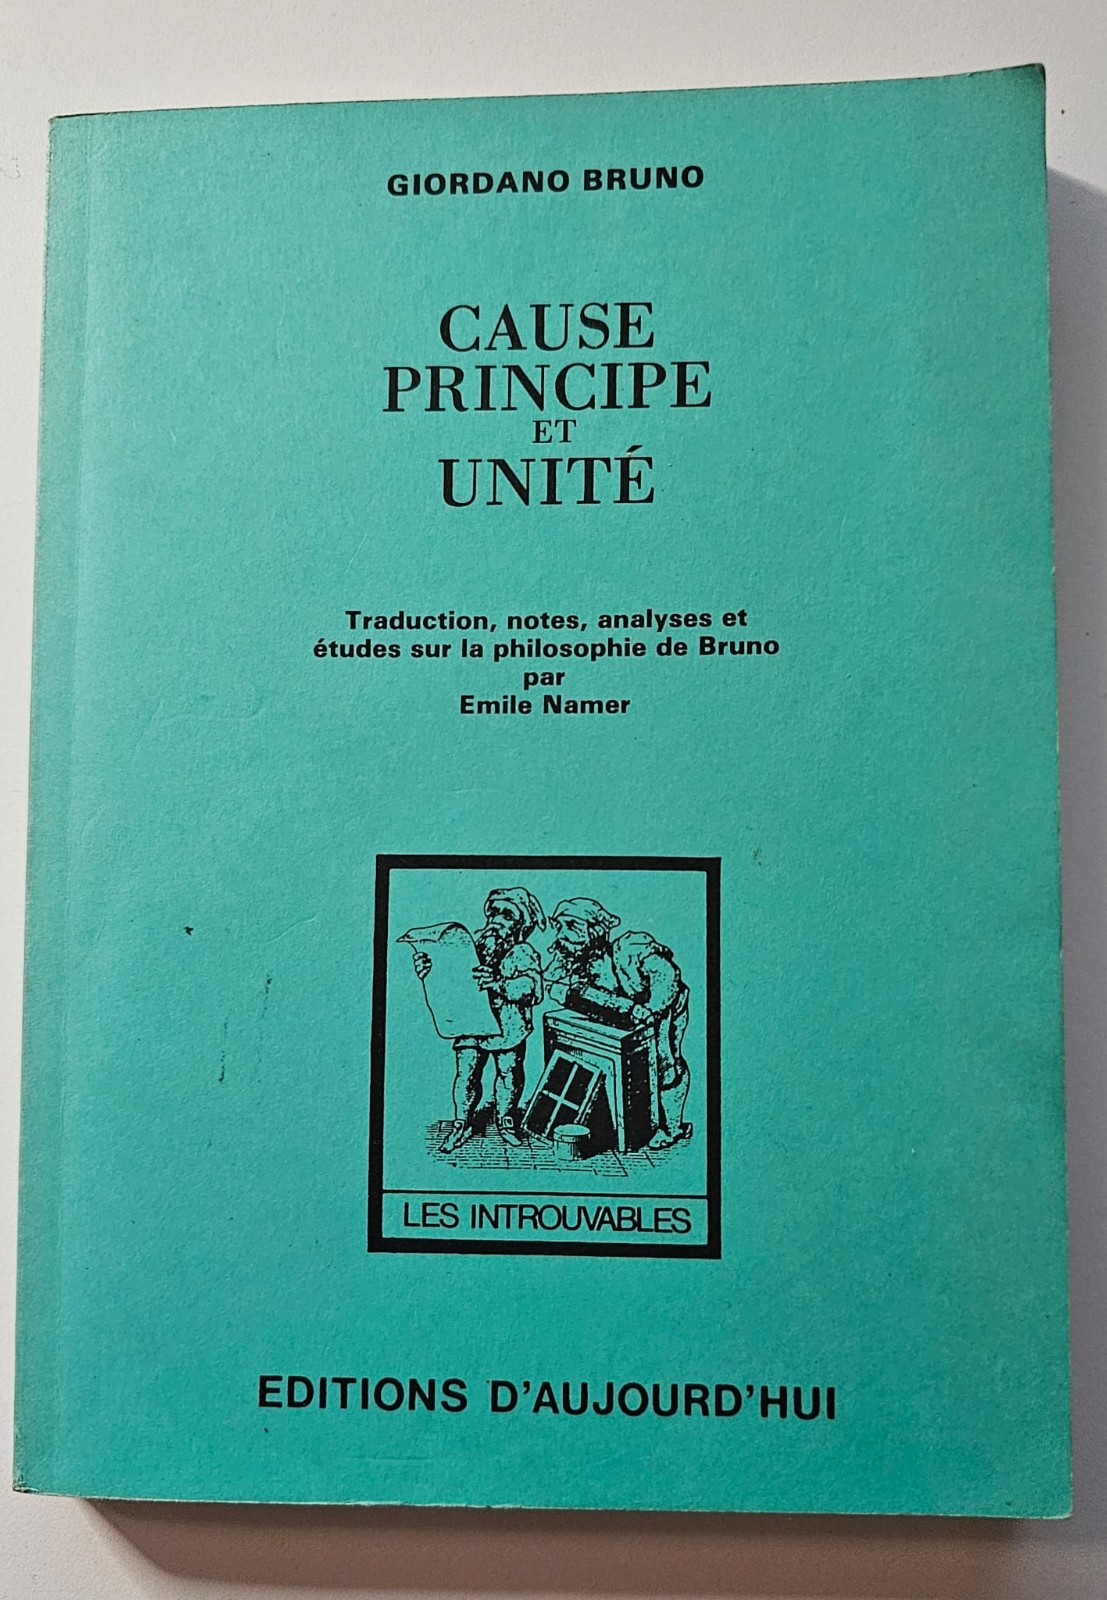 GIORDANO BRUNO
CAUSE
PRINCIPE
ET
UNITÉ
Traduction, notes, analyses et
études sur la philosophie de Bruno
par
Emile Namer
LES INTROUVABLES
EDITIONS D'AUJOURD'HUI